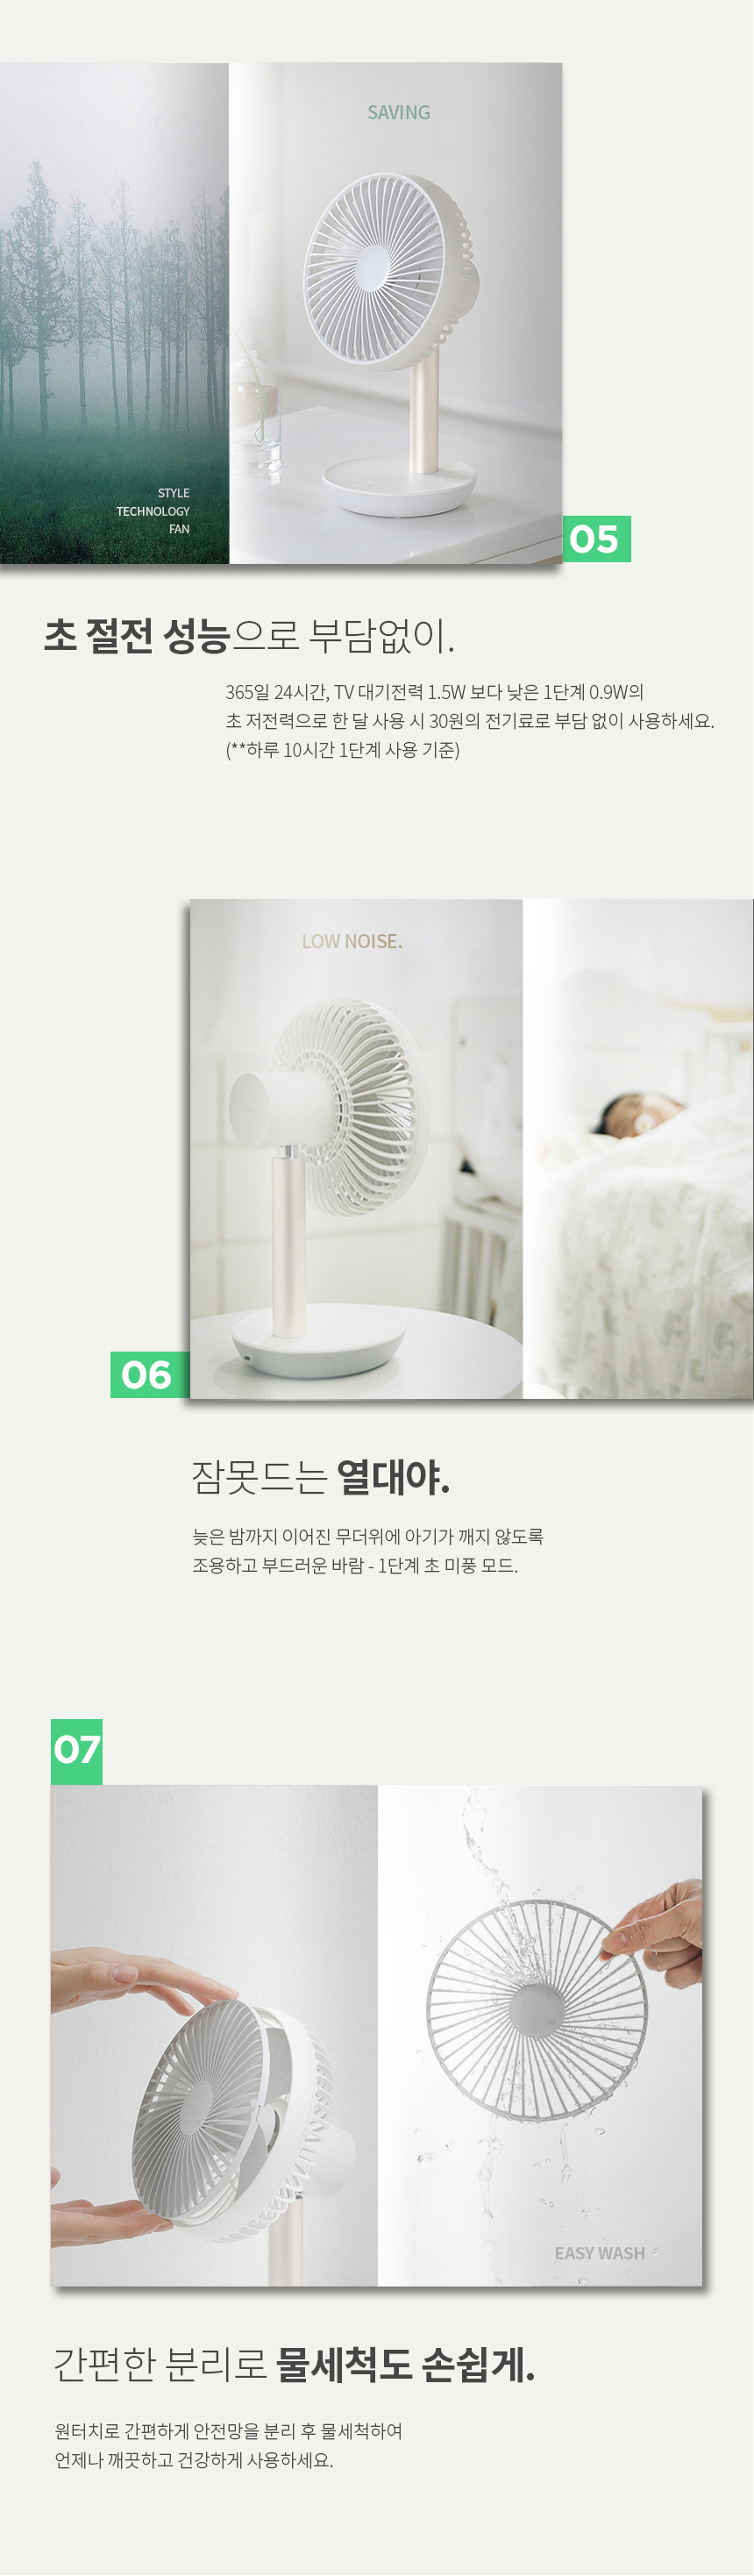 SAVING
STYLE
TECHNOLOGY
FAN
05
초 절전 성능으로 부담없이.
365일 24시간, TV 대기전력 1.5W 보다 낮은 1단계 0.9W의
초 저전력으로 한 달 사용 시 30원의 전기료로 부담 없이 사용하세요.
(**하루 10시간 1단계 사용 기준)
LOW NOISE.
06
잠못드는 열대야.
늦은 밤까지 이어진 무더위에 아기가 깨지 않도록
조용하고 부드러운 바람 - 1단계 초 미풍 모드.
07
EASY WASH
간편한 분리로 물세척도 손쉽게.
원터치로 간편하게 안전망을 분리 후 물세척하여
언제나 깨끗하고 건강하게 사용하세요.